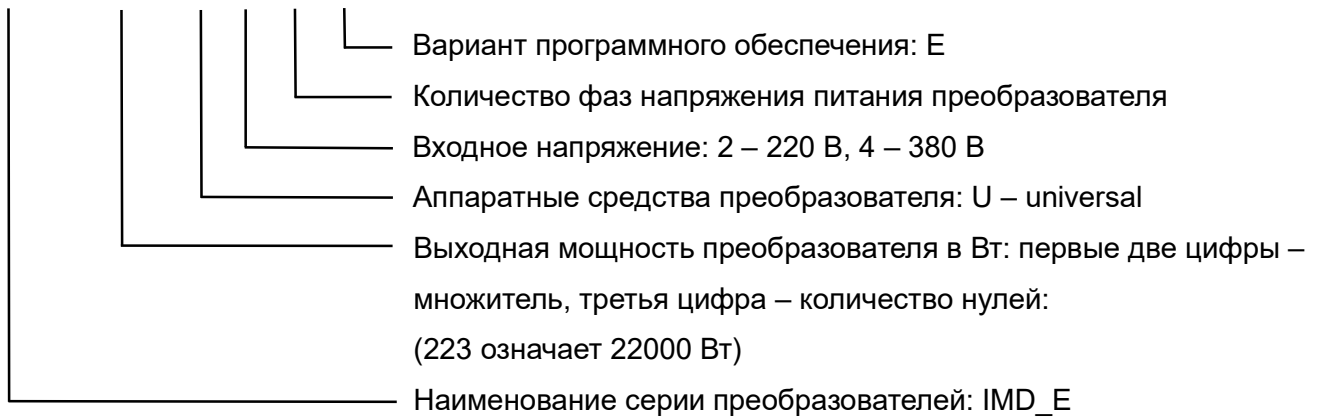 Вариант программного обеспечения: E
Количество фаз напряжения питания преобразователя
Входное напряжение: 2 – 220 В, 4 – 380 В
Аппаратные средства преобразователя: U – universal
Выходная мощность преобразователя в Вт: первые две цифры –
множитель, третья цифра – количество нулей:
(223 означает 22000 Вт)
Наименование серии преобразователей: IMD_E